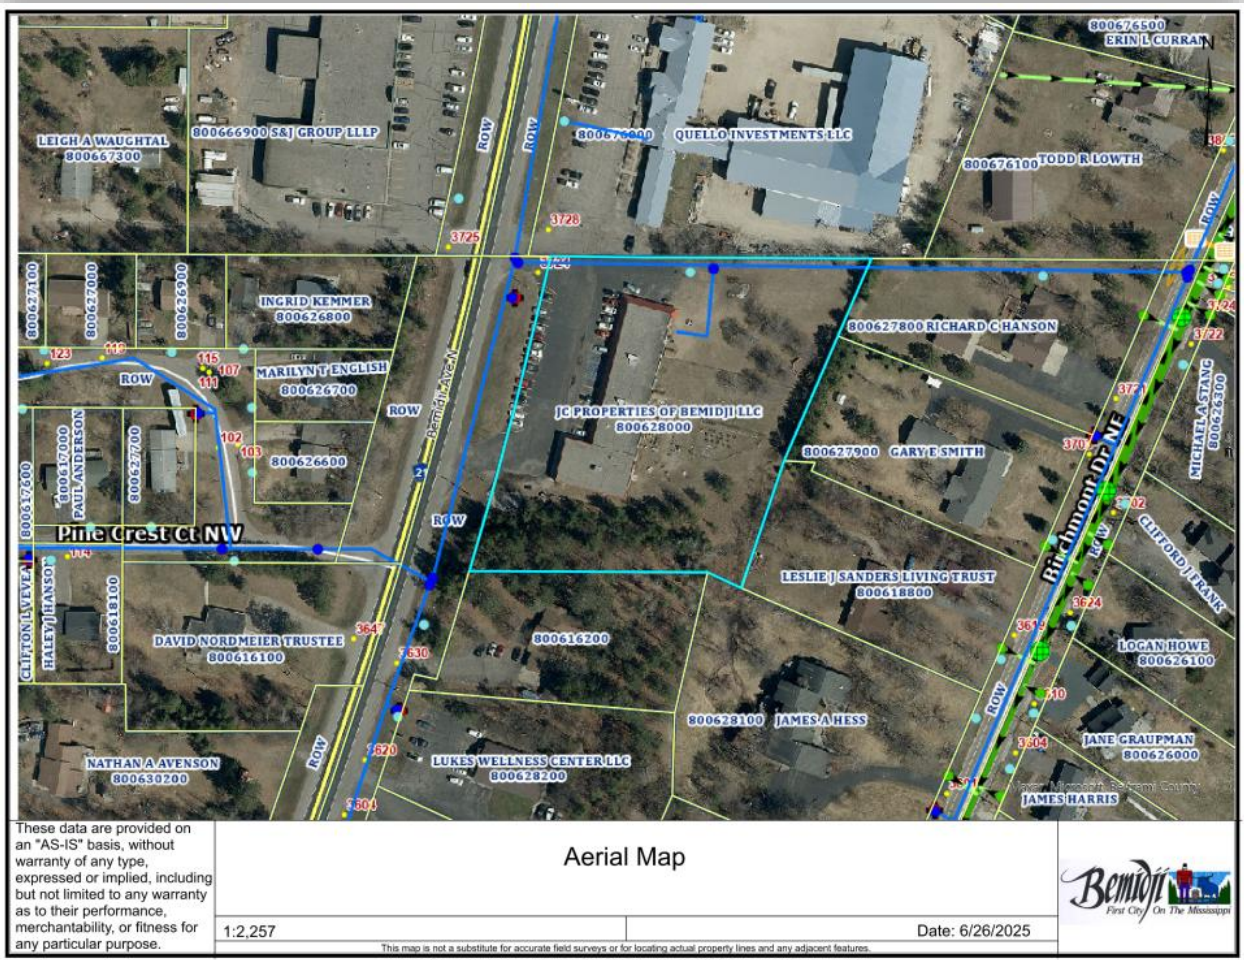 800676500
ERIN L CURRAN
N
LEIGH A WAUGHTAL
800667300
800666900 S&J GROUP LLLP
ROW
ROW
800676000 QUELLO INVESTMENTS LLC
800676100 TODD R LOWTH
ROW
3725
3728
800627100
800627000
800626900
INGRID KEMMER
800626800
800627800 RICHARD C HANSON
3722
123
115
107
111
ROW
MARILYN T ENGLISH
800626700
ROW
Bemidji Ave N
JC PROPERTIES OF BEMIDJI LLC
800628000
MICHAEL A STANG
800626300
800617600
800617000
PAUL ANDERSON
800627700
102
103
800626600
800627900 GARY E SMITH
Birchmont Dr NE
ROW
ROW
CLIFFORD J FRANK
Pine Crest Ct NW
114
CLIFTON L VEVEA
HALEY J HANSON
800618100
LESLIE J SANDERS LIVING TRUST
800618800
3624
DAVID NORDMEIER TRUSTEE
800616100
3630
800616200
3619
LOGAN HOWE
800626100
800628100 JAMES A HESS
ROW
ROW
NATHAN A AVENSON
800630200
3620
LUKES WELLNESS CENTER LLC
800628200
3604
JANE GRAUPMAN
800626000
JAMES HARRIS
3601
Maxar, Microsoft, Beltrami County
These data are provided on
an "AS-IS" basis, without
warranty of any type,
expressed or implied, including
but not limited to any warranty
as to their performance,
merchantability, or fitness for
any particular purpose.
Aerial Map
1:2,257
Date: 6/26/2025
This map is not a substitute for accurate field surveys or for locating actual property lines and any adjacent features.
Bemidji
First City On The Mississippi